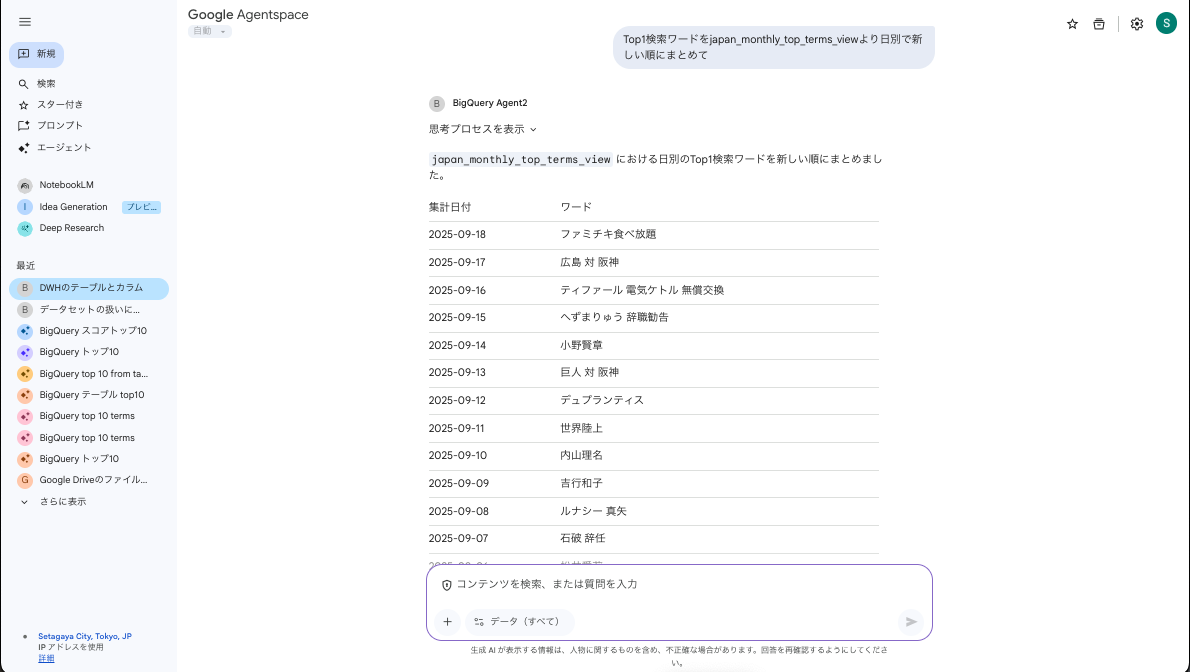 Google Agentspace
自動
S
新規
検索
スター付き
プロンプト
エージェント
NotebookLM
I Idea Generation プレビ...
Deep Research
最近
B DWHのテーブルとカラム
B データセットの扱いに...
BigQuery スコアトップ10
BigQuery トップ10
BigQuery top 10 from ta...
BigQuery テーブル top10
BigQuery top 10 terms
BigQuery top 10 terms
BigQuery トップ10
G Google Driveのファイル...
さらに表示
Setagaya City, Tokyo, JP
IP アドレスを使用
詳細
Top1検索ワードをjapan_monthly_top_terms_viewより日別で新
しい順にまとめて
B BigQuery Agent2
思考プロセスを表示
japan_monthly_top_terms_view における日別のTop1検索ワードを新しい順にまとめまし
た。
集計日付 ワード
2025-09-18 ファミチキ食べ放題
2025-09-17 広島 対 阪神
2025-09-16 ティファール 電気ケトル 無償交換
2025-09-15 へずまりゅう 辞職勧告
2025-09-14 小野賢章
2025-09-13 巨人 対 阪神
2025-09-12 デュプランティス
2025-09-11 世界陸上
2025-09-10 内山理名
2025-09-09 吉行和子
2025-09-08 ルナシー 真矢
2025-09-07 石破 辞任
コンテンツを検索、または質問を入力
データ（すべて）
生成 AI が表示する情報は、人物に関するものを含め、不正確な場合があります。回答を再確認するようにしてくださ
い。